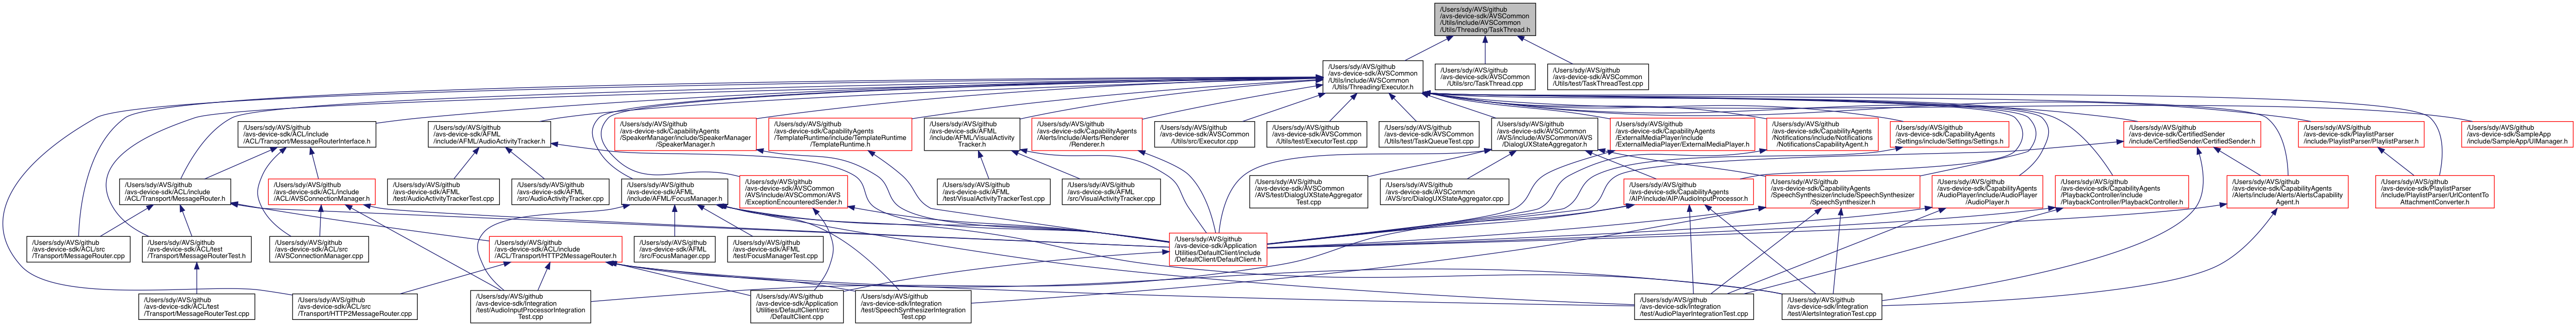 /Users/sdy/AVS/github
/avs-device-sdk/AVSCommon
/Utils/include/AVSCommon
/Utils/Threading/TaskThread.h
/Users/sdy/AVS/github
/avs-device-sdk/AVSCommon
/Utils/include/AVSCommon
/Utils/Threading/Executor.h
/Users/sdy/AVS/github
/avs-device-sdk/AVSCommon
/Utils/src/TaskThread.cpp
/Users/sdy/AVS/github
/avs-device-sdk/AVSCommon
/Utils/test/TaskThreadTest.cpp
/Users/sdy/AVS/github
/avs-device-sdk/ACL/include
/ACL/Transport/MessageRouterInterface.h
/Users/sdy/AVS/github
/avs-device-sdk/AFML
/include/AFML/AudioActivityTracker.h
/Users/sdy/AVS/github
/avs-device-sdk/CapabilityAgents
/SpeakerManager/include/SpeakerManager
/SpeakerManager.h
/Users/sdy/AVS/github
/avs-device-sdk/CapabilityAgents
/TemplateRuntime/include/TemplateRuntime
/TemplateRuntime.h
/Users/sdy/AVS/github
/avs-device-sdk/AFML
/include/AFML/VisualActivity
Tracker.h
/Users/sdy/AVS/github
/avs-device-sdk/CapabilityAgents
/Alerts/include/Alerts/Renderer
/Renderer.h
/Users/sdy/AVS/github
/avs-device-sdk/AVSCommon
/Utils/src/Executor.cpp
/Users/sdy/AVS/github
/avs-device-sdk/AVSCommon
/Utils/test/ExecutorTest.cpp
/Users/sdy/AVS/github
/avs-device-sdk/AVSCommon
/Utils/test/TaskQueueTest.cpp
/Users/sdy/AVS/github
/avs-device-sdk/AVSCommon
/AVS/include/AVSCommon/AVS
/DialogUXStateAggregator.h
/Users/sdy/AVS/github
/avs-device-sdk/CapabilityAgents
/ExternalMediaPlayer/include
/ExternalMediaPlayer/ExternalMediaPlayer.h
/Users/sdy/AVS/github
/avs-device-sdk/CapabilityAgents
/Notifications/include/Notifications
/NotificationsCapabilityAgent.h
/Users/sdy/AVS/github
/avs-device-sdk/CapabilityAgents
/Settings/include/Settings/Settings.h
/Users/sdy/AVS/github
/avs-device-sdk/CertifiedSender
/include/CertifiedSender/CertifiedSender.h
/Users/sdy/AVS/github
/avs-device-sdk/PlaylistParser
/include/PlaylistParser/PlaylistParser.h
/Users/sdy/AVS/github
/avs-device-sdk/SampleApp
/include/SampleApp/UIManager.h
/Users/sdy/AVS/github
/avs-device-sdk/ACL/include
/ACL/Transport/MessageRouter.h
/Users/sdy/AVS/github
/avs-device-sdk/ACL/include
/ACL/AVSConnectionManager.h
/Users/sdy/AVS/github
/avs-device-sdk/AFML
/test/AudioActivityTrackerTest.cpp
/Users/sdy/AVS/github
/avs-device-sdk/AFML
/src/AudioActivityTracker.cpp
/Users/sdy/AVS/github
/avs-device-sdk/AFML
/include/AFML/FocusManager.h
/Users/sdy/AVS/github
/avs-device-sdk/AVSCommon
/AVS/include/AVSCommon/AVS
/ExceptionEncounteredSender.h
/Users/sdy/AVS/github
/avs-device-sdk/AFML
/test/VisualActivityTrackerTest.cpp
/Users/sdy/AVS/github
/avs-device-sdk/AFML
/src/VisualActivityTracker.cpp
/Users/sdy/AVS/github
/avs-device-sdk/AVSCommon
/AVS/test/DialogUXStateAggregator
Test.cpp
/Users/sdy/AVS/github
/avs-device-sdk/AVSCommon
/AVS/src/DialogUXStateAggregator.cpp
/Users/sdy/AVS/github
/avs-device-sdk/CapabilityAgents
/AIP/include/AIP/AudioInputProcessor.h
/Users/sdy/AVS/github
/avs-device-sdk/CapabilityAgents
/SpeechSynthesizer/include/SpeechSynthesizer
/SpeechSynthesizer.h
/Users/sdy/AVS/github
/avs-device-sdk/CapabilityAgents
/AudioPlayer/include/AudioPlayer
/AudioPlayer.h
/Users/sdy/AVS/github
/avs-device-sdk/CapabilityAgents
/PlaybackController/include
/PlaybackController/PlaybackController.h
/Users/sdy/AVS/github
/avs-device-sdk/CapabilityAgents
/Alerts/include/Alerts/AlertsCapability
Agent.h
/Users/sdy/AVS/github
/avs-device-sdk/PlaylistParser
/include/PlaylistParser/UrlContentTo
AttachmentConverter.h
/Users/sdy/AVS/github
/avs-device-sdk/ACL/src
/Transport/MessageRouter.cpp
/Users/sdy/AVS/github
/avs-device-sdk/ACL/test
/Transport/MessageRouterTest.h
/Users/sdy/AVS/github
/avs-device-sdk/ACL/src
/AVSConnectionManager.cpp
/Users/sdy/AVS/github
/avs-device-sdk/ACL/include
/ACL/Transport/HTTP2MessageRouter.h
/Users/sdy/AVS/github
/avs-device-sdk/AFML
/src/FocusManager.cpp
/Users/sdy/AVS/github
/avs-device-sdk/AFML
/test/FocusManagerTest.cpp
/Users/sdy/AVS/github
/avs-device-sdk/Application
Utilities/DefaultClient/include
/DefaultClient/DefaultClient.h
/Users/sdy/AVS/github
/avs-device-sdk/ACL/test
/Transport/MessageRouterTest.cpp
/Users/sdy/AVS/github
/avs-device-sdk/ACL/src
/Transport/HTTP2MessageRouter.cpp
/Users/sdy/AVS/github
/avs-device-sdk/Integration
/test/AudioInputProcessorIntegration
Test.cpp
/Users/sdy/AVS/github
/avs-device-sdk/Application
Utilities/DefaultClient/src
/DefaultClient.cpp
/Users/sdy/AVS/github
/avs-device-sdk/Integration
/test/SpeechSynthesizerIntegration
Test.cpp
/Users/sdy/AVS/github
/avs-device-sdk/Integration
/test/AudioPlayerIntegrationTest.cpp
/Users/sdy/AVS/github
/avs-device-sdk/Integration
/test/AlertsIntegrationTest.cpp